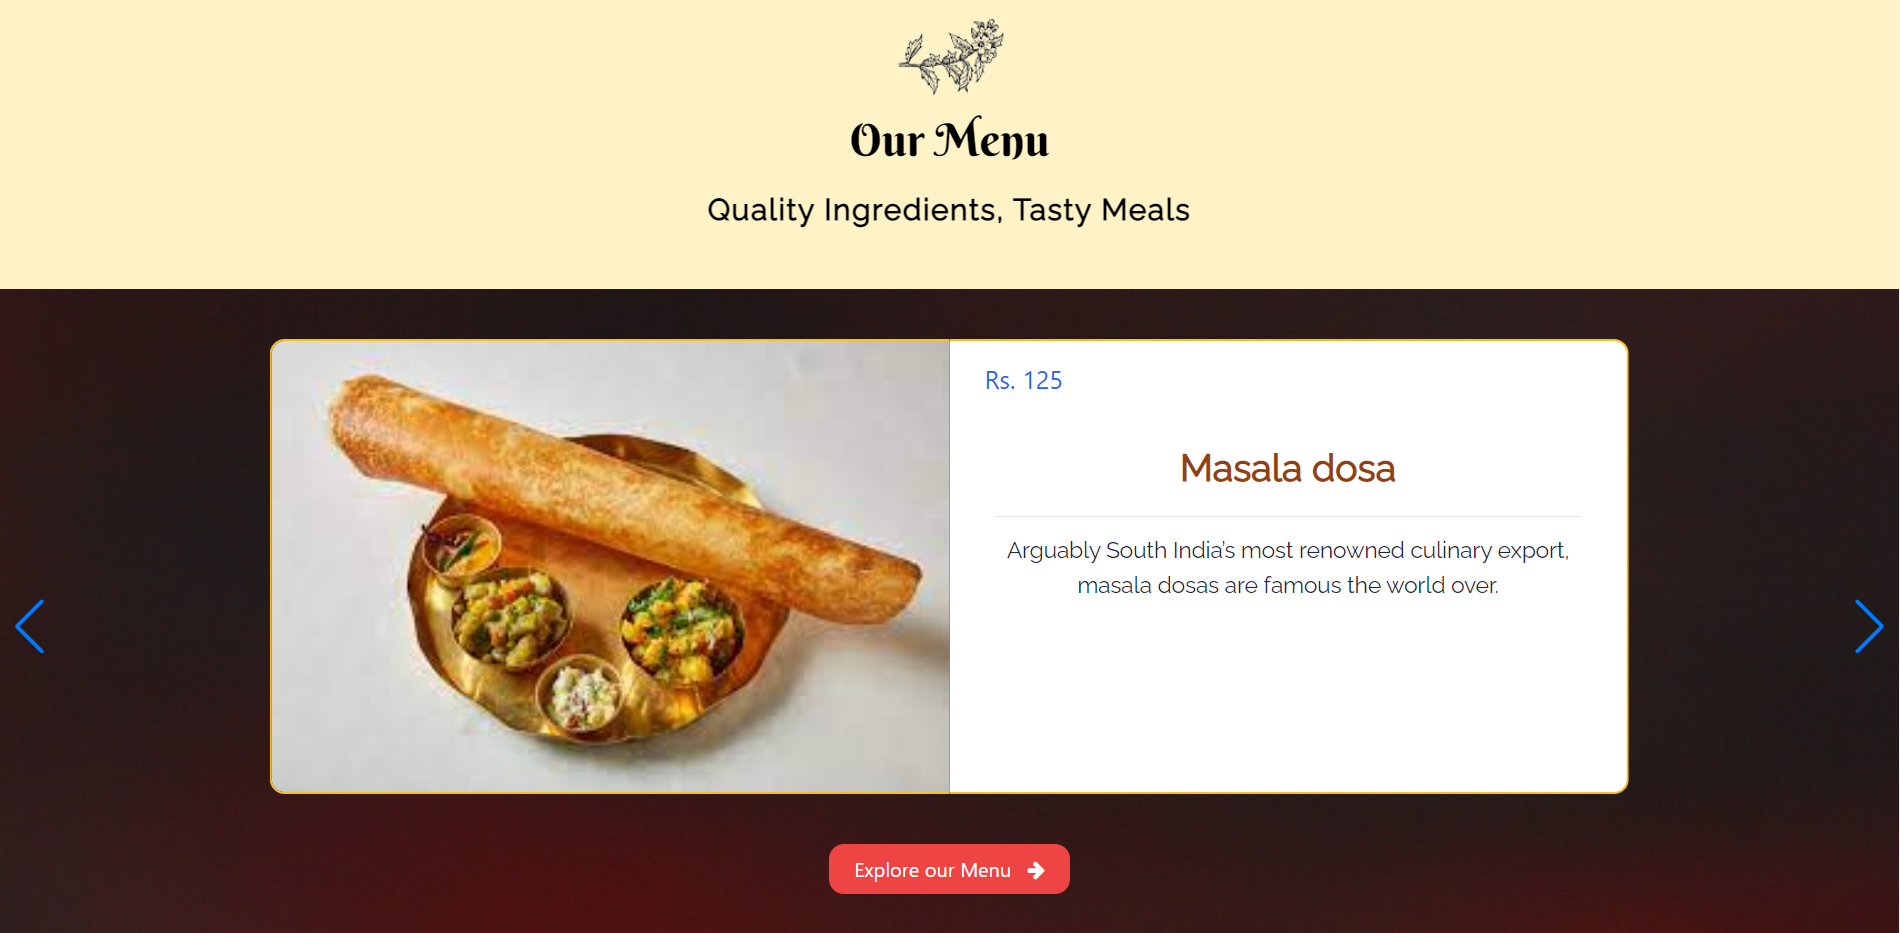 Our Menu
Quality Ingredients, Tasty Meals
Rs. 125
Masala dosa
Arguably South India’s most renowned culinary export,
masala dosas are famous the world over.
Explore our Menu